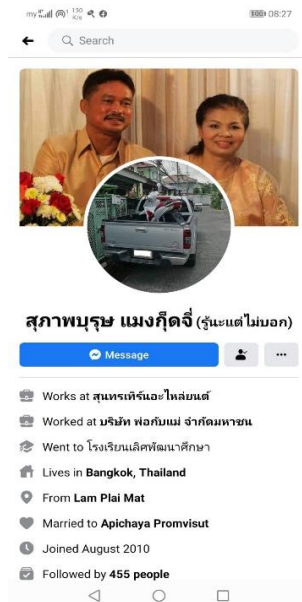 my 130 K/s 100 08:27
Search
สุภาพบุรุษ แมงกุ็ดจี่ (รู้นะแต่ไม่บอก)
Message
Works at สุนทรเทิร์นอะไหล่ยนต์
Worked at บริษัท พ่อกับแม่ จำกัดมหาชน
Went to โรงเรียนเลิศพัฒนาศึกษา
Lives in Bangkok, Thailand
From Lam Plai Mat
Married to Apichaya Promvisut
Joined August 2010
Followed by 455 people